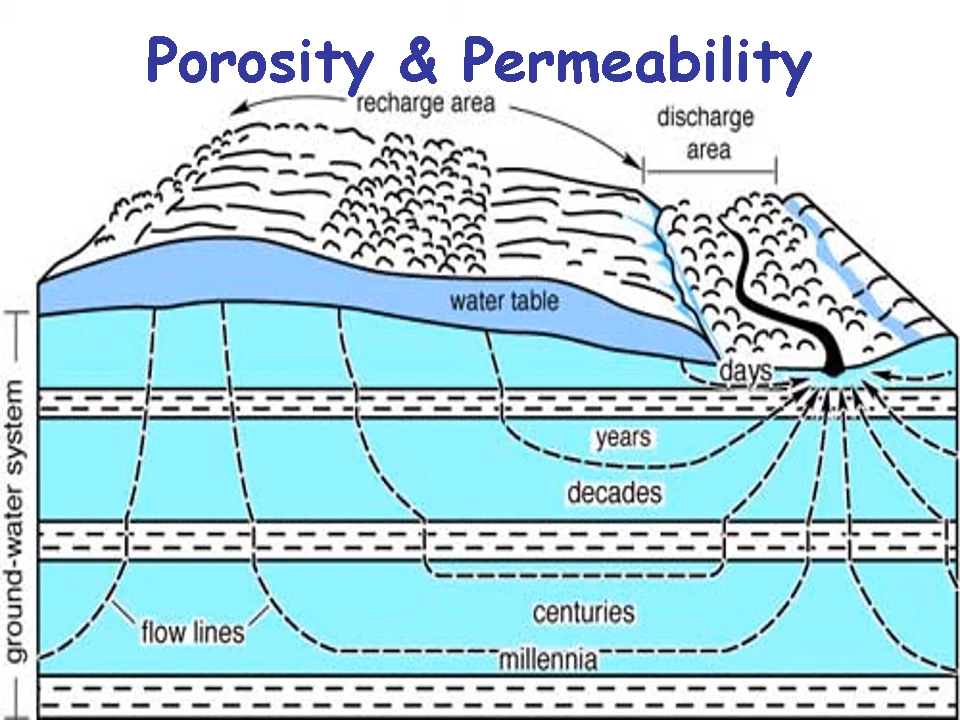 Porosity & Permeability
recharge area
discharge
area
water table
days
years
decades
centuries
millennia
flow lines
ground-water system